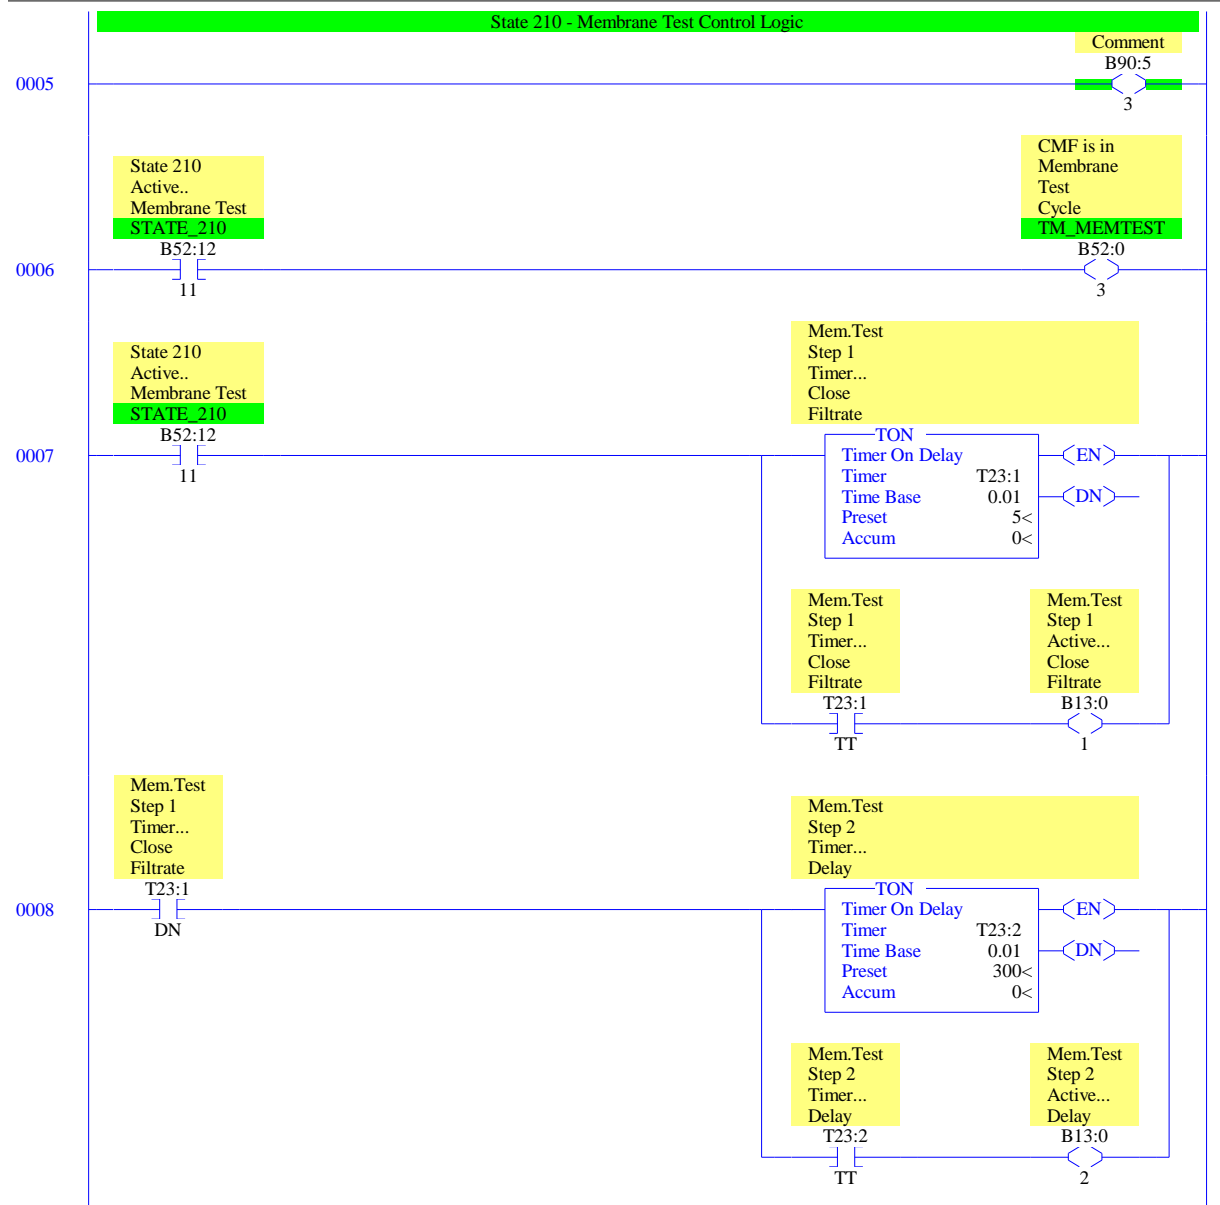 State 210 - Membrane Test Control Logic
Comment
B90:5
0005
3
State 210
Active..
Membrane Test
STATE_210
B52:12
11
CMF is in
Membrane
Test
Cycle
TM_MEMTEST
B52:0
3
0006
State 210
Active..
Membrane Test
STATE_210
B52:12
11
0007
Mem.Test
Step 1
Timer...
Close
Filtrate
TON
Timer On Delay
Timer T23:1
Time Base 0.01
Preset 5<
Accum 0<
EN
DN
Mem.Test
Step 1
Timer...
Close
Filtrate
T23:1
TT
Mem.Test
Step 1
Active...
Close
Filtrate
B13:0
1
Mem.Test
Step 1
Timer...
Close
Filtrate
T23:1
DN
0008
Mem.Test
Step 2
Timer...
Delay
TON
Timer On Delay
Timer T23:2
Time Base 0.01
Preset 300<
Accum 0<
EN
DN
Mem.Test
Step 2
Timer...
Delay
T23:2
TT
Mem.Test
Step 2
Active...
Delay
B13:0
2